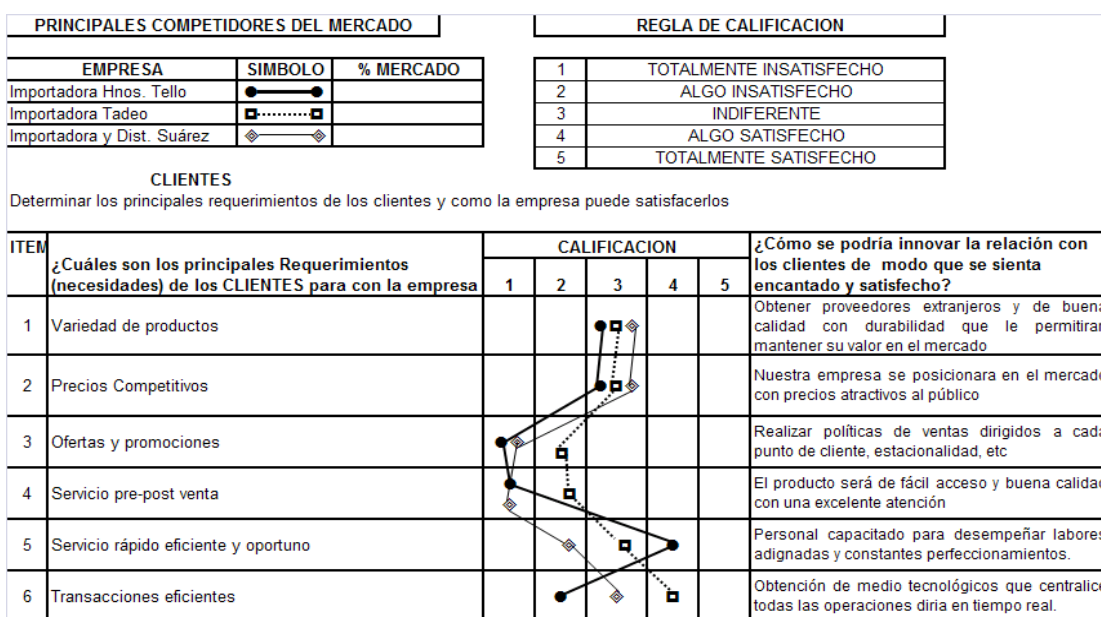 PRINCIPALES COMPETIDORES DEL MERCADO
REGLA DE CALIFICACION
EMPRESA SIMBOLO % MERCADO
Importadora Hnos. Tello
Importadora Tadeo
Importadora y Dist. Suárez
1 TOTALMENTE INSATISFECHO
2 ALGO INSATISFECHO
3 INDIFERENTE
4 ALGO SATISFECHO
5 TOTALMENTE SATISFECHO
CLIENTES
Determinar los principales requerimientos de los clientes y como la empresa puede satisfacerlos
ITEM
¿Cuáles son los principales Requerimientos
(necesidades) de los CLIENTES para con la empresa
CALIFICACION
1 2 3 4 5
¿Cómo se podría innovar la relación con
los clientes de modo que se sienta
encantado y satisfecho?
1 Variedad de productos
Obtener proveedores extranjeros y de buena
calidad con durabilidad que le permitiran
mantener su valor en el mercado
2 Precios Competitivos
Nuestra empresa se posicionara en el mercado
con precios atractivos al público
3 Ofertas y promociones
Realizar políticas de ventas dirigidos a cada
punto de cliente, estacionalidad, etc
4 Servicio pre-post venta
El producto será de fácil acceso y buena calidad
con una excelente atención
5 Servicio rápido eficiente y oportuno
Personal capacitado para desempeñar labores
adignadas y constantes perfeccionamientos.
6 Transacciones eficientes
Obtención de medio tecnológicos que centralice
todas las operaciones diria en tiempo real.